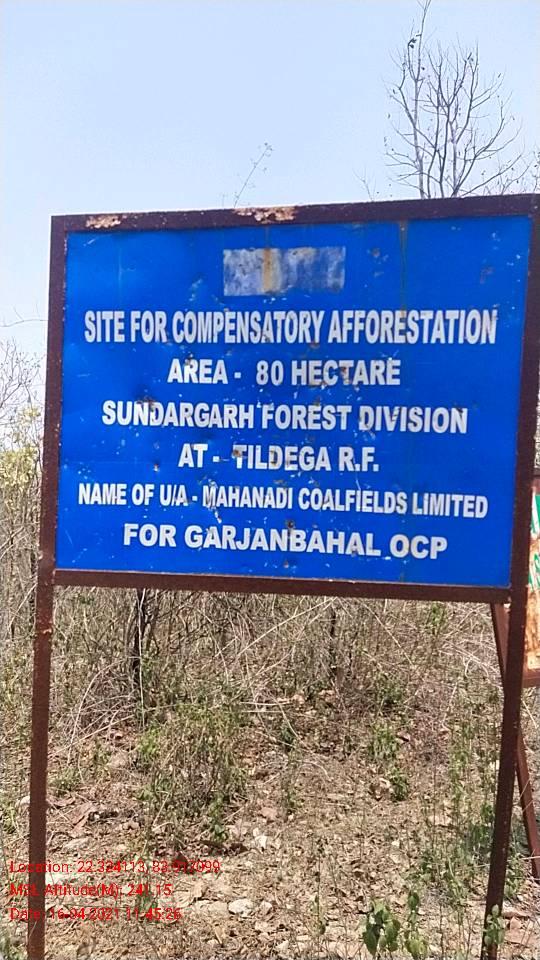 SITE FOR COMPENSATORY AFFORESTATION
AREA - 80 HECTARE
SUNDARGARH FOREST DIVISION
AT - TILDEGA R.F.
NAME OF U/A - MAHANADI COALFIELDS LIMITED
FOR GARJANBAHAL OCP
Location: 22.324113, 83.917099
MSL Altitude(M): 241.15
Date: 16-04-2021 11:45:26